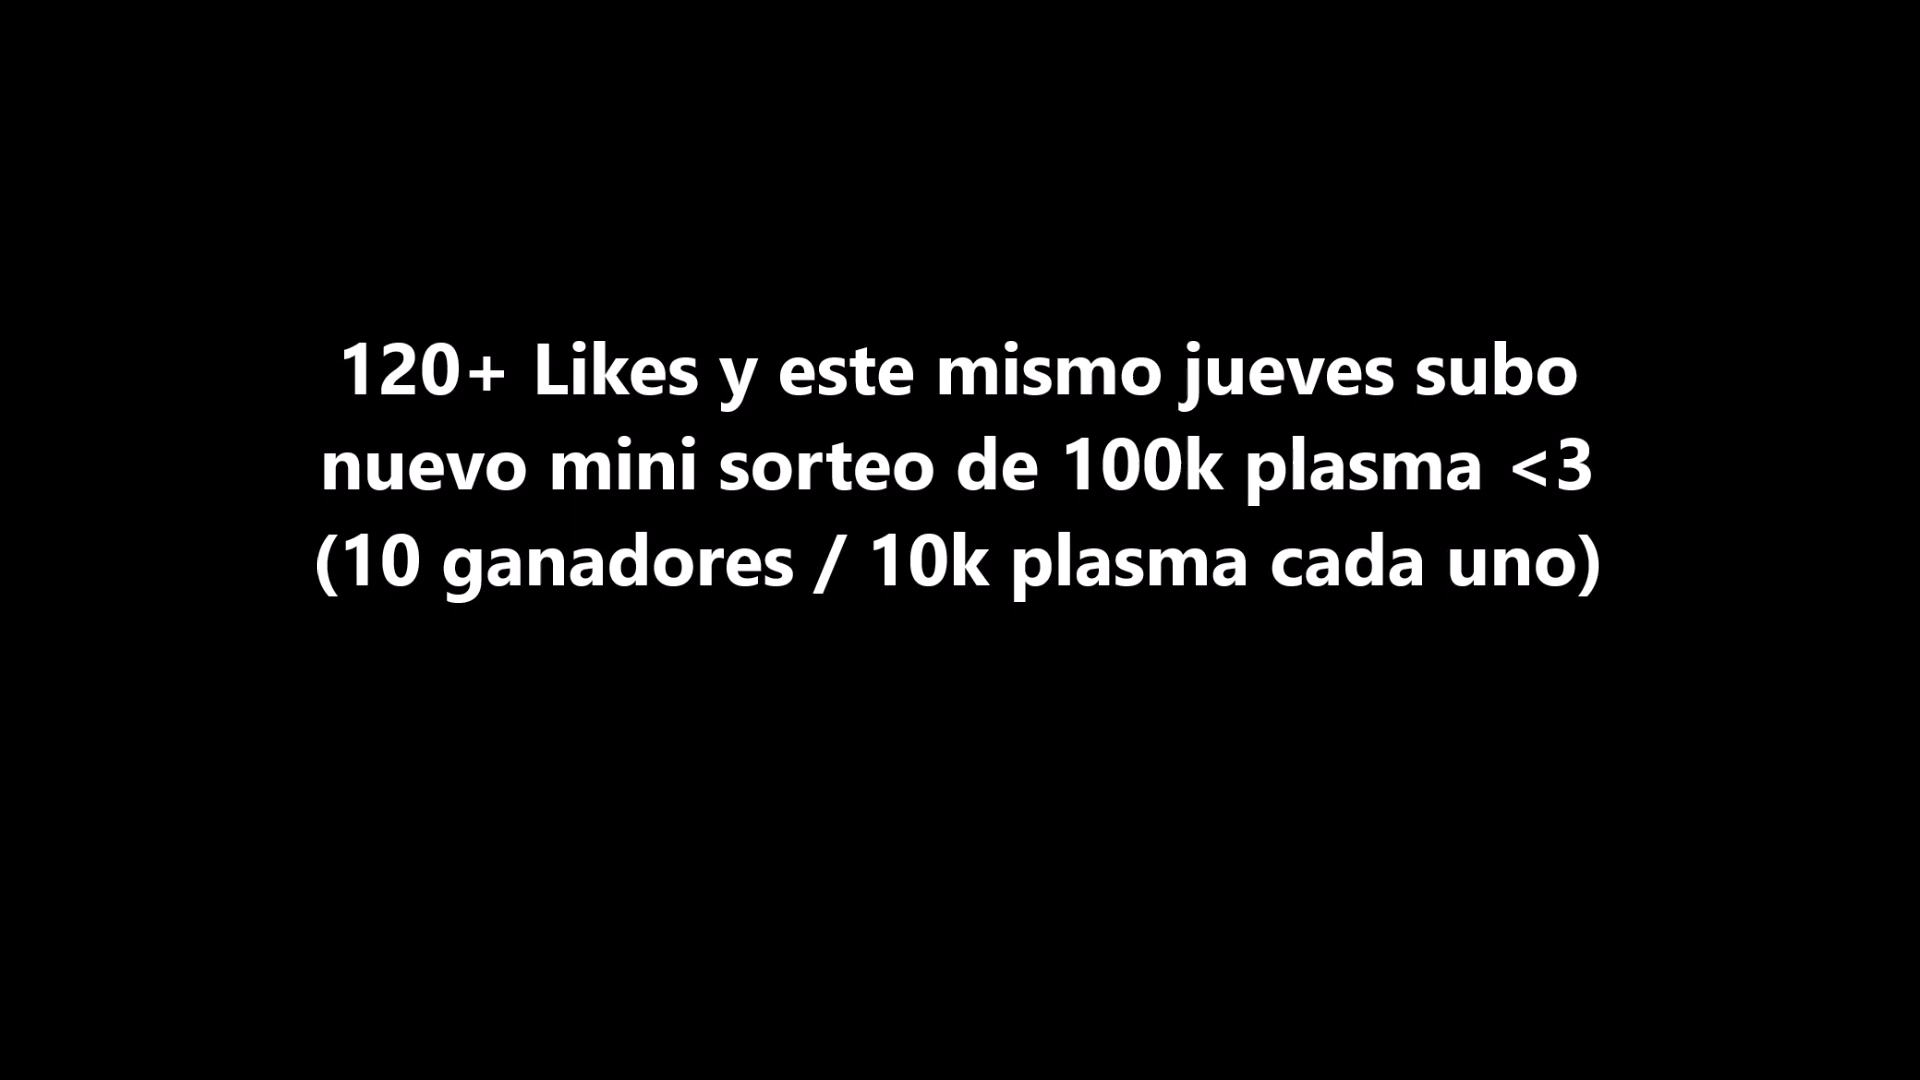 120+ Likes y este mismo jueves subo
nuevo mini sorteo de 100k plasma <3
(10 ganadores / 10k plasma cada uno)